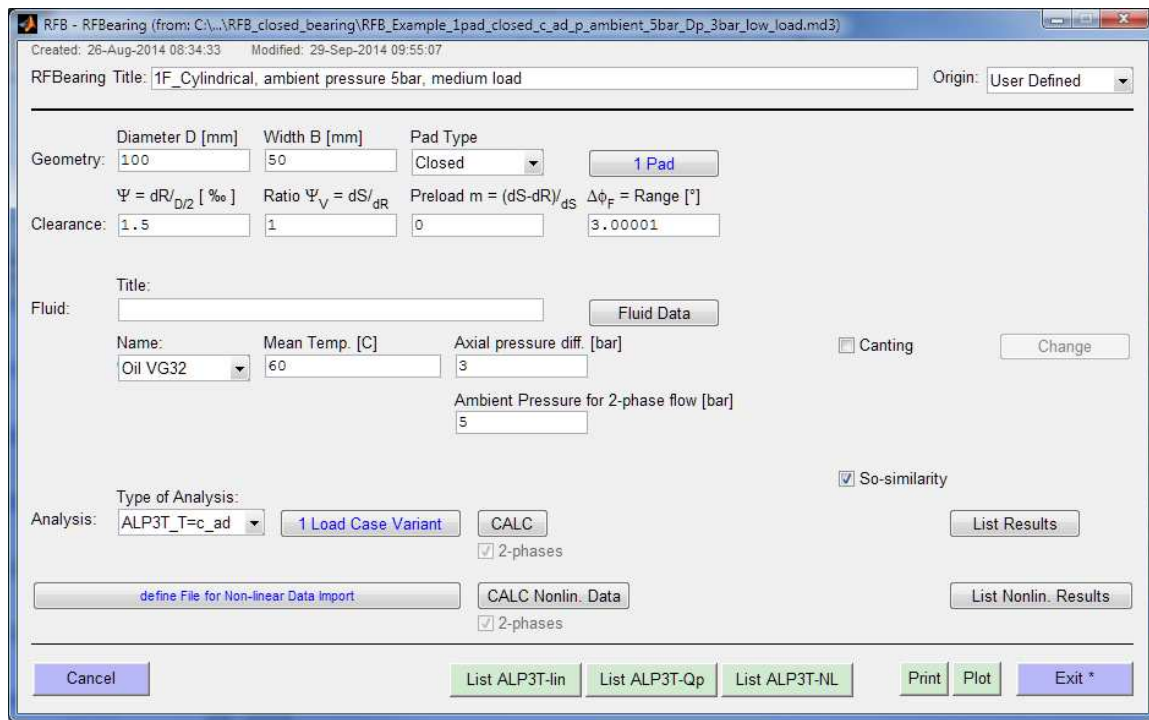 RFB - RFBearing (from: C:\...\RFB_closed_bearing\RFB_Example_1pad_closed_c_ad_p_ambient_5bar_Dp_3bar_low_load.md3)
Created: 26-Aug-2014 08:34:33 Modified: 29-Sep-2014 09:55:07
RFBearing Title: 1F_Cylindrical, ambient pressure 5bar, medium load Origin: User Defined
Diameter D [mm] Width B [mm] Pad Type
Geometry: 100 50 Closed 1 Pad
Ψ = dR/D/2 [ ‰ ] Ratio ΨV = dS/dR Preload m = (dS-dR)/dS ΔϕF = Range [°]
Clearance: 1.5 1 0 3.00001
Title:
Fluid: Fluid Data
Name: Mean Temp. [C] Axial pressure diff. [bar] Canting Change
Oil VG32 60 3
Ambient Pressure for 2-phase flow [bar]
5
So-similarity
Type of Analysis:
Analysis: ALP3T_T=c_ad 1 Load Case Variant CALC List Results
2-phases
define File for Non-linear Data Import CALC Nonlin. Data List Nonlin. Results
2-phases
Cancel List ALP3T-lin List ALP3T-Qp List ALP3T-NL Print Plot Exit *